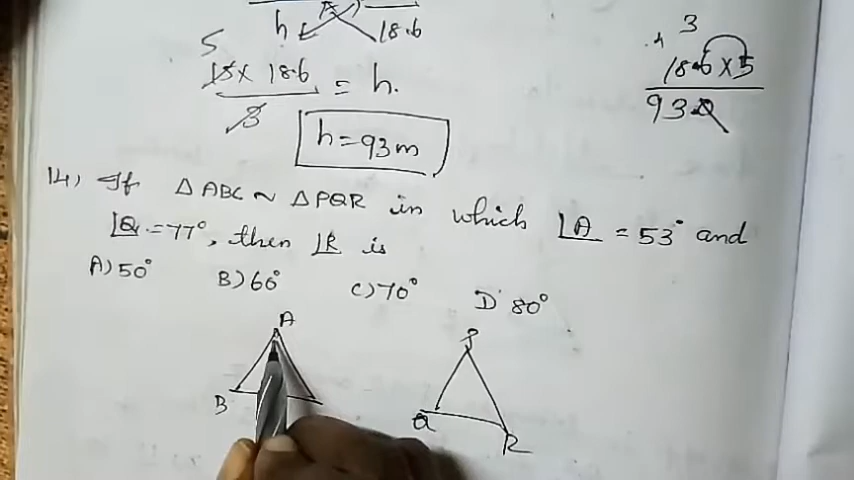 h 18.6
5
15 x 18.6 = h.
3
h = 93m
3
18.6 x 5
93.0
14) If △ABC ~ △PQR in which ∠A = 53° and
∠Q = 77°, then ∠R is
A) 50° B) 60° C) 70° D 80°
A P
B Q R